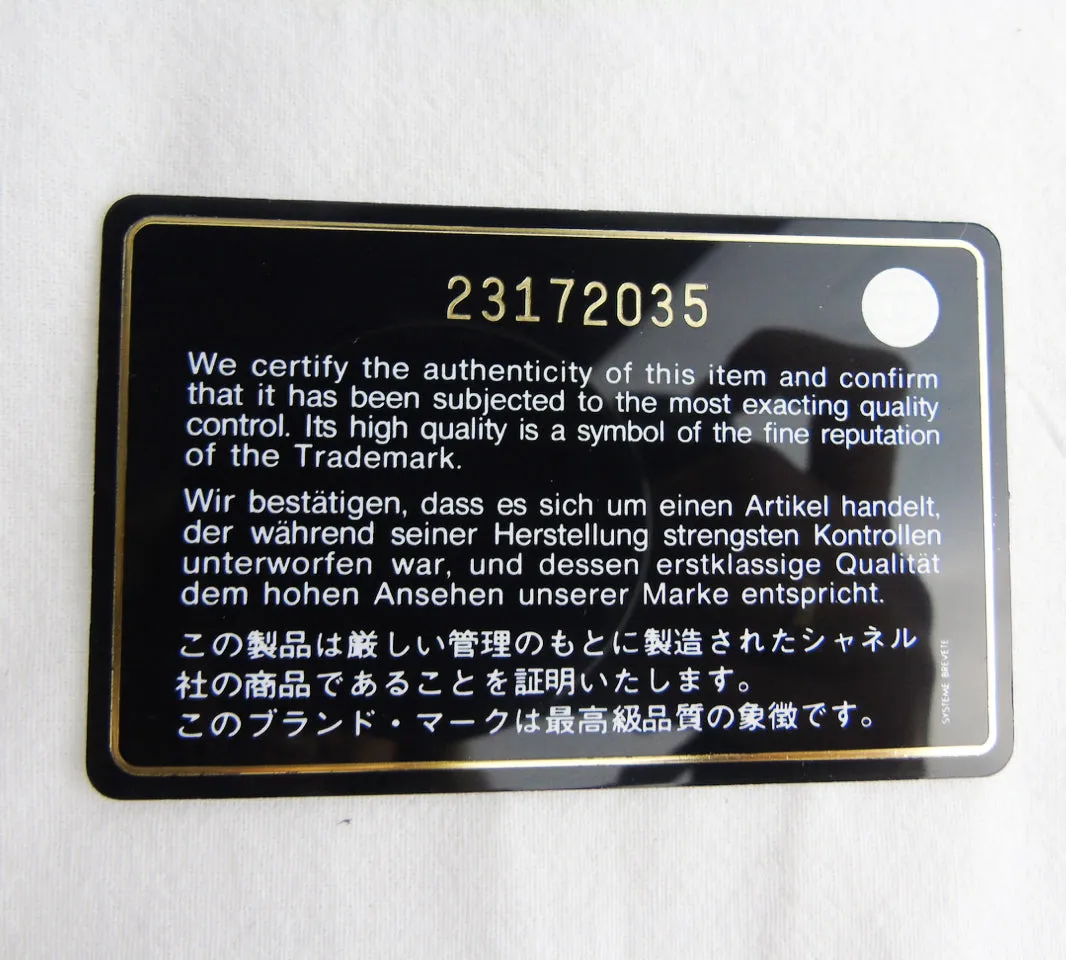 23172035
We certify the authenticity of this item and confirm
that it has been subjected to the most exacting quality
control. Its high quality is a symbol of the fine reputation
of the Trademark.
Wir bestätigen, dass es sich um einen Artikel handelt,
der während seiner Herstellung strengsten Kontrollen
unterworfen war, und dessen erstklassige Qualität
dem hohen Ansehen unserer Marke entspricht.
この製品は厳しい管理のもとに製造されたシャネル
社の商品であることを証明いたします。
このブランド・マークは最高級品質の象徴です。
SYSTEME BREVETE